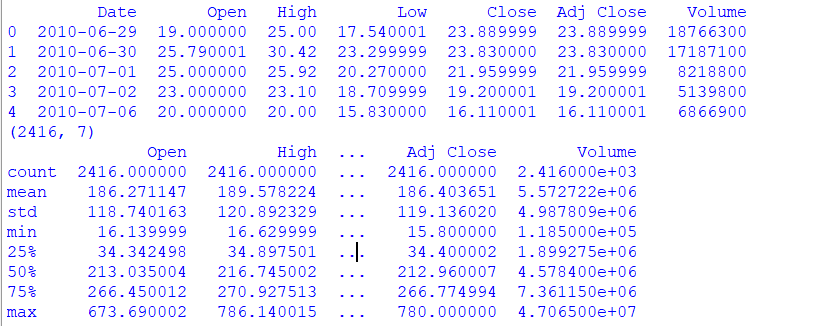 Date Open High Low Close Adj Close Volume
0 2010-06-29 19.000000 25.00 17.540001 23.889999 23.889999 18766300
1 2010-06-30 25.790001 30.42 23.299999 23.830000 23.830000 17187100
2 2010-07-01 25.000000 25.92 20.270000 21.959999 21.959999 8218800
3 2010-07-02 23.000000 23.10 18.709999 19.200001 19.200001 5139800
4 2010-07-06 20.000000 20.00 15.830000 16.110001 16.110001 6866900
(2416, 7)
Open High ... Adj Close Volume
count 2416.000000 2416.000000 ... 2416.000000 2.416000e+03
mean 186.271147 189.578224 ... 186.403651 5.572722e+06
std 118.740163 120.892329 ... 119.136020 4.987809e+06
min 16.139999 16.629999 ... 15.800000 1.185000e+05
25% 34.342498 34.897501 ... 34.400002 1.899275e+06
50% 213.035004 216.745002 ... 212.960007 4.578400e+06
75% 266.450012 270.927513 ... 266.774994 7.361150e+06
max 673.690002 786.140015 ... 780.000000 4.706500e+07